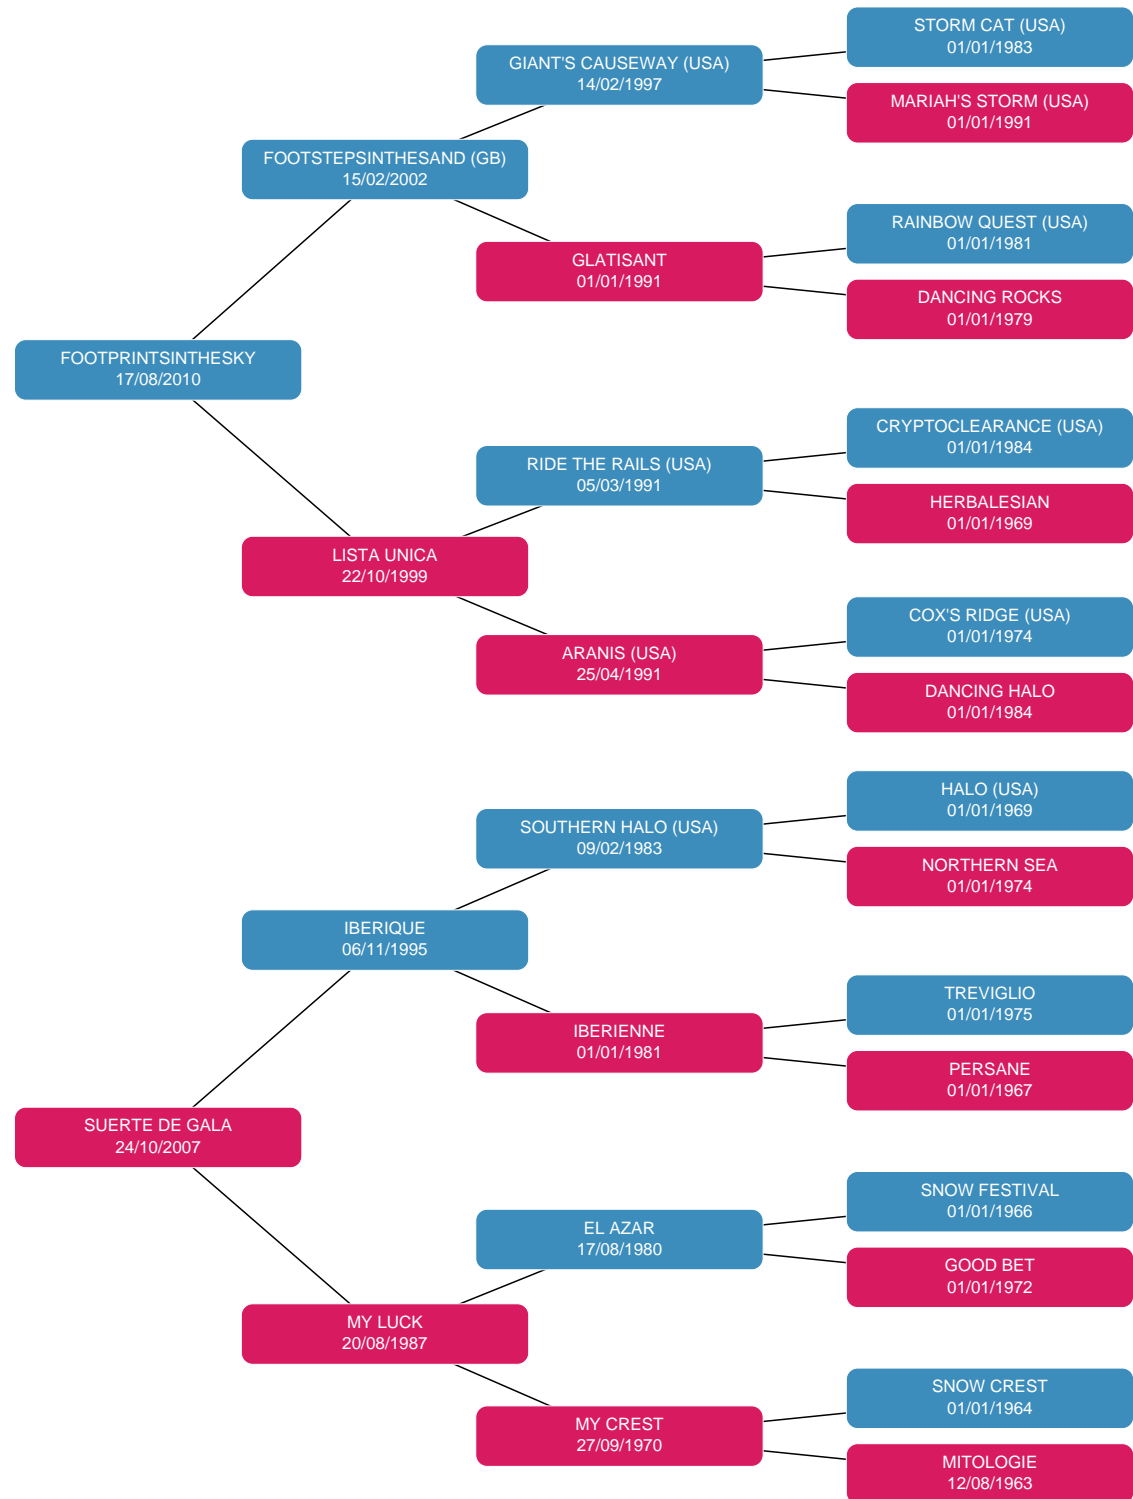 STORM CAT (USA)
01/01/1983
GIANT'S CAUSEWAY (USA)
14/02/1997
MARIAH'S STORM (USA)
01/01/1991
FOOTSTEPSINTHESAND (GB)
15/02/2002
RAINBOW QUEST (USA)
01/01/1981
GLATISANT
01/01/1991
DANCING ROCKS
01/01/1979
FOOTPRINTSINTHESKY
17/08/2010
CRYPTOCLEARANCE (USA)
01/01/1984
RIDE THE RAILS (USA)
05/03/1991
HERBALESIAN
01/01/1969
LISTA UNICA
22/10/1999
COX'S RIDGE (USA)
01/01/1974
ARANIS (USA)
25/04/1991
DANCING HALO
01/01/1984
HALO (USA)
01/01/1969
SOUTHERN HALO (USA)
09/02/1983
NORTHERN SEA
01/01/1974
IBERIQUE
06/11/1995
TREVIGLIO
01/01/1975
IBERIENNE
01/01/1981
PERSANE
01/01/1967
SUERTE DE GALA
24/10/2007
SNOW FESTIVAL
01/01/1966
EL AZAR
17/08/1980
GOOD BET
01/01/1972
MY LUCK
20/08/1987
SNOW CREST
01/01/1964
MY CREST
27/09/1970
MITOLOGIE
12/08/1963